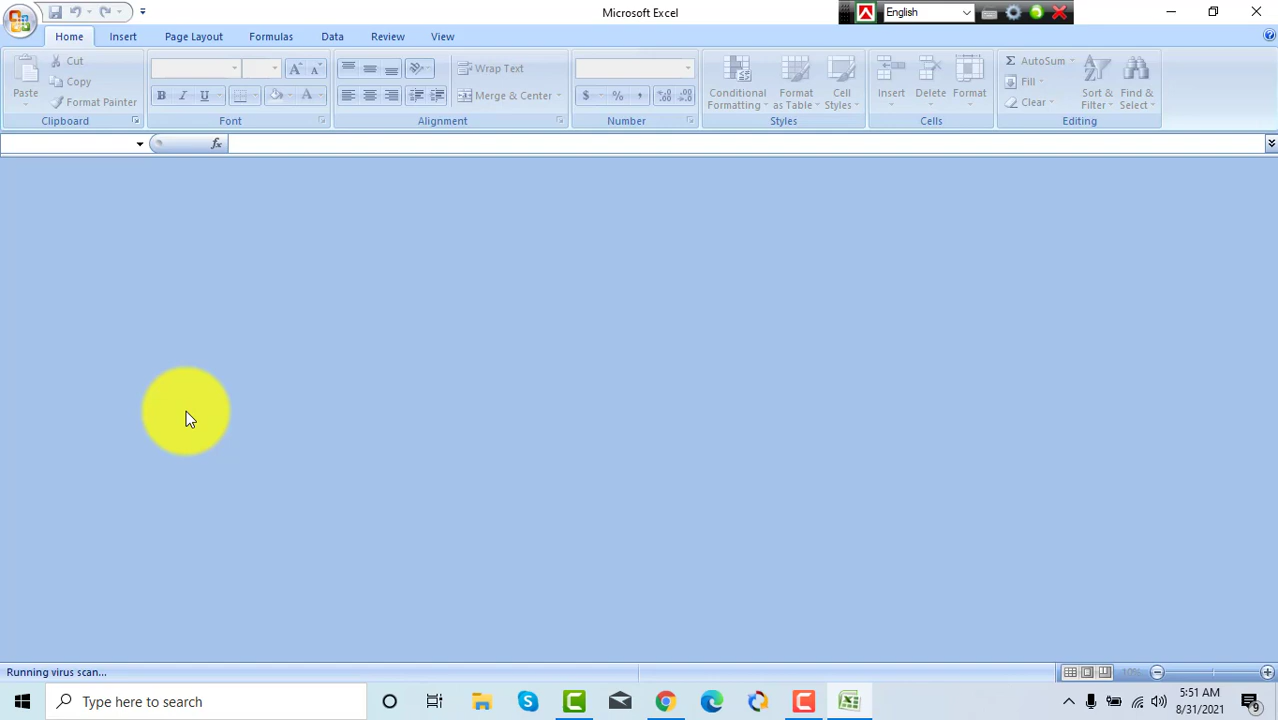 Microsoft Excel
English
Home Insert Page Layout Formulas Data Review View
Paste
Cut
Copy
Format Painter
Clipboard
B I U
Font
Wrap Text
Merge & Center
Alignment
$ % ,
Number
Conditional Formatting
Format as Table
Cell Styles
Styles
Insert
Delete
Format
Cells
Σ AutoSum
Fill
Clear
Sort & Filter
Find & Select
Editing
fx
Running virus scan...
10%
Type here to search
5:51 AM
8/31/2021
9